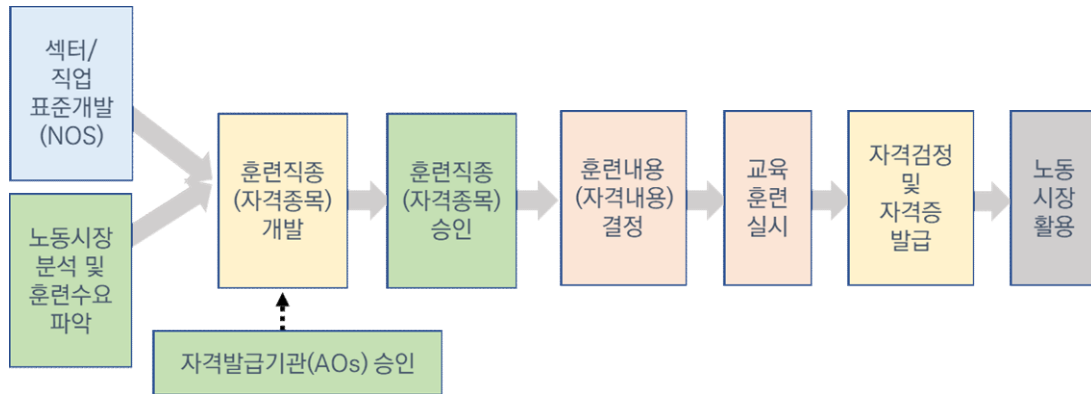 섹터/
직업
표준개발
(NOS)
노동시장
분석 및
훈련수요
파악
훈련직종
(자격종목)
개발
자격발급기관(AOs) 승인
훈련직종
(자격종목)
승인
훈련내용
(자격내용)
결정
교육
훈련
실시
자격검정
및
자격증
발급
노동
시장
활용